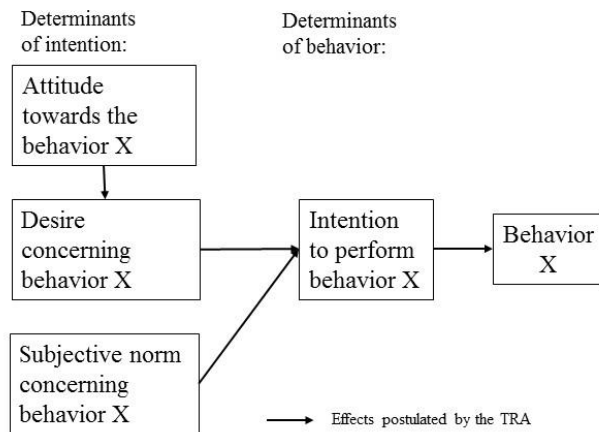 Determinants
of intention:
Determinants
of behavior:
Attitude
towards the
behavior X
Desire
concerning
behavior X
Intention
to perform
behavior X
Behavior
X
Subjective norm
concerning
behavior X
Effects postulated by the TRA